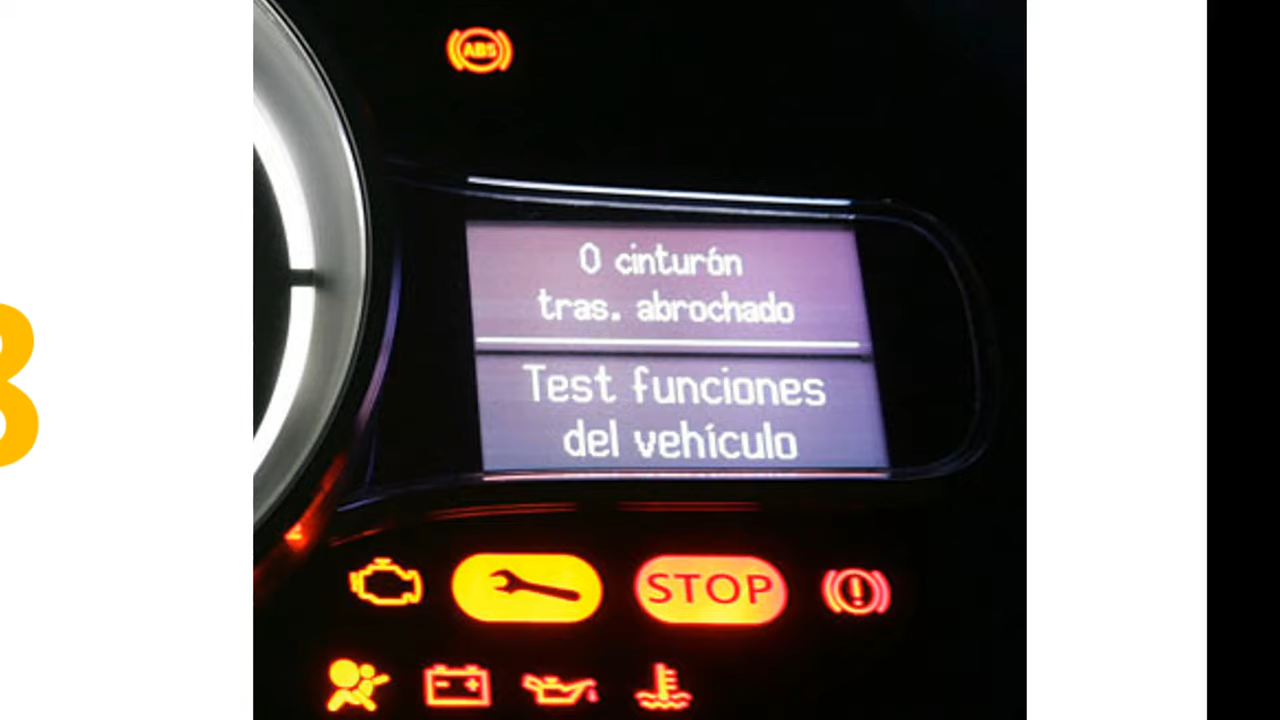 ABS
0 cinturón
tras. abrochado
Test funciones
del vehículo
STOP